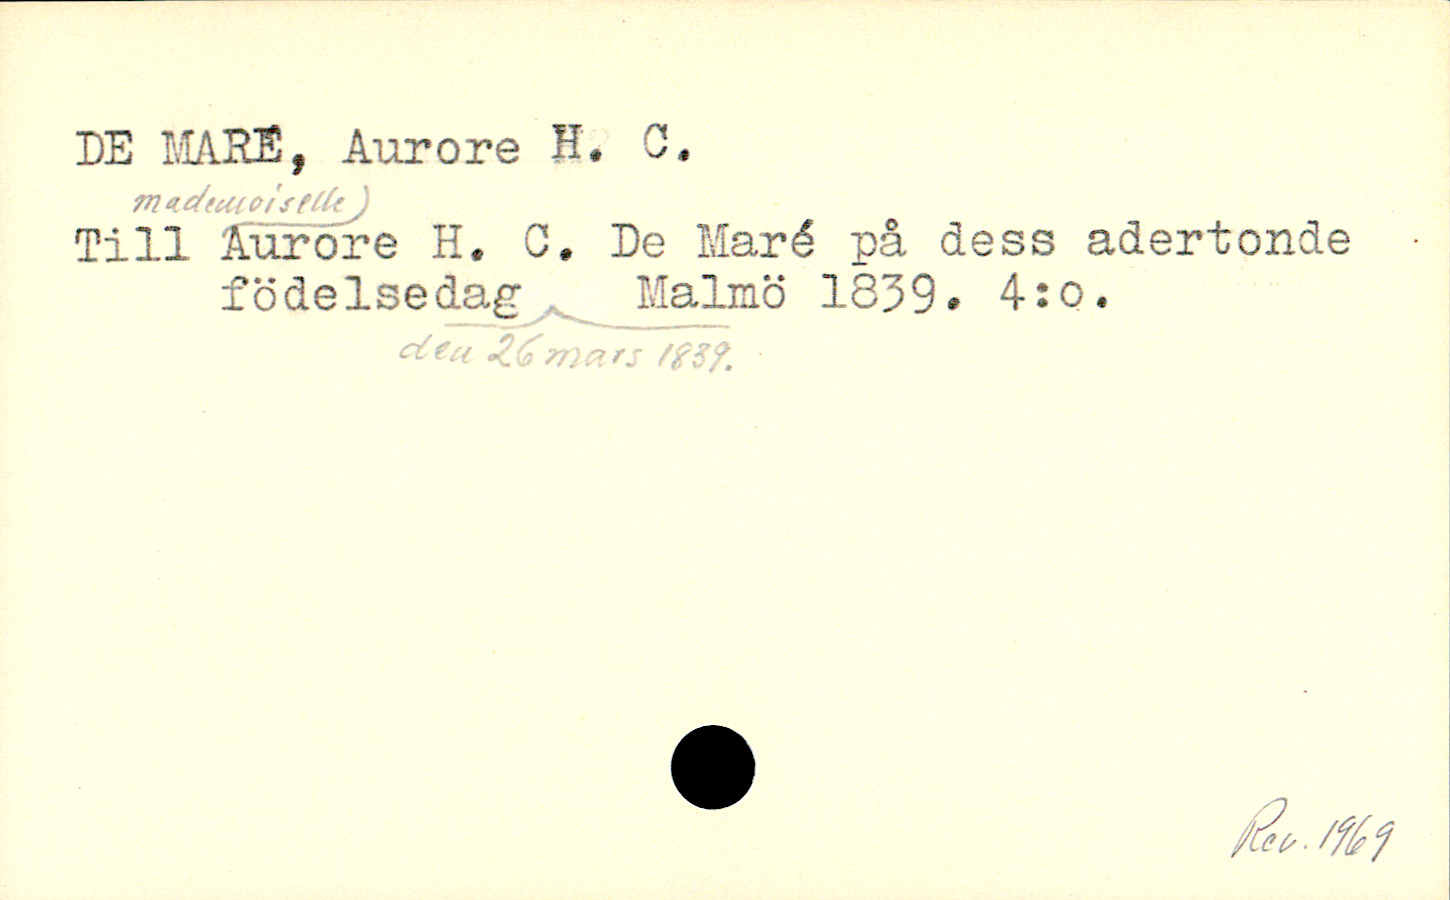 DE MARÉ, Aurore H. C.
mademoiselle)
Till Aurore H. C. De Maré på dess adertonde
födelsedag Malmö 1839. 4:o.
den 26 mars 1839.
Rev. 1969